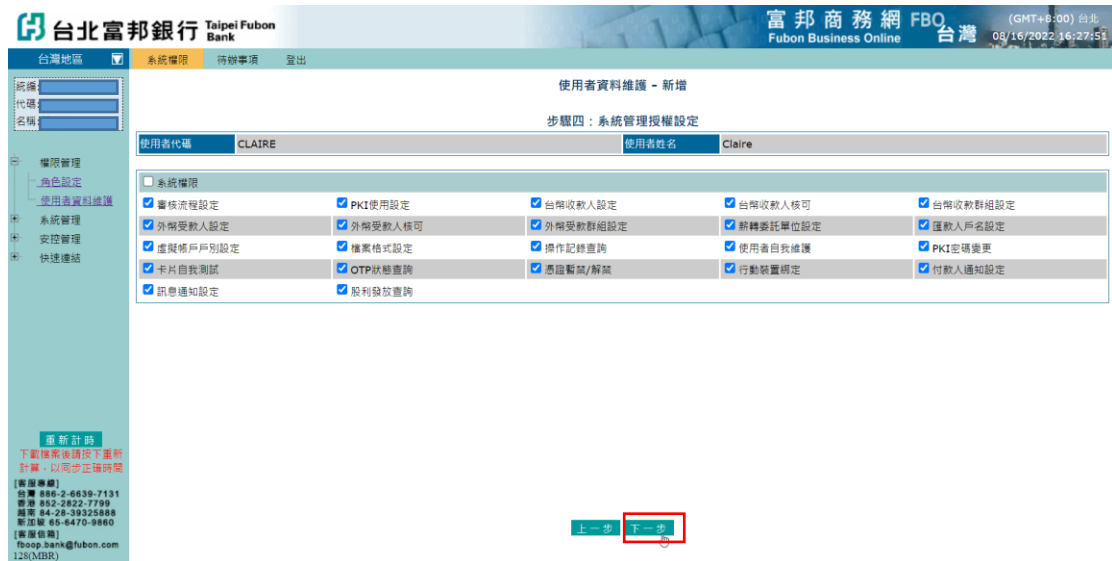 台北富邦銀行 Taipei Fubon Bank
富邦商務網 FBO 台灣
Fubon Business Online
(GMT+8:00) 台北
08/16/2022 16:27:51
台灣地區
系統權限 待辦事項 登出
統編:
代碼:
名稱:
權限管理
角色設定
使用者資料維護
系統管理
安控管理
快速連結
使用者資料維護 - 新增
步驟四：系統管理授權設定
使用者代碼 CLAIRE 使用者姓名 Claire
系統權限
審核流程設定 PKI使用設定 台幣收款人設定 台幣收款人核可 台幣收款群組設定
外幣受款人設定 外幣受款人核可 外幣受款群組設定 薪轉委託單位設定 匯款人戶名設定
虛擬帳戶戶別設定 檔案格式設定 操作記錄查詢 使用者自我維護 PKI密碼變更
卡片自我測試 OTP狀態查詢 憑證暫禁/解禁 行動裝置綁定 付款人通知設定
訊息通知設定 股利發放查詢
重新計時
下載檔案後請按下重新
計算，以同步正確時間
[客服專線]
台灣 886-2-6639-7131
香港 852-2822-7799
越南 84-28-39325888
新加坡 65-6470-9860
[客服信箱]
fboop.bank@fubon.com
128(MBR)
上一步 下一步